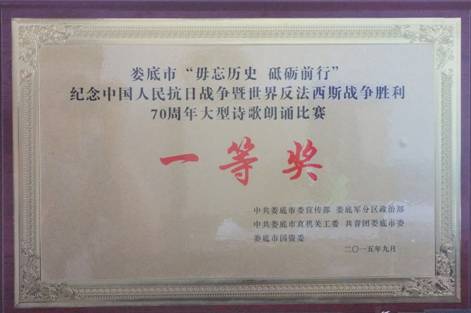 娄底市“毋忘历史 砥砺前行”
纪念中国人民抗日战争暨世界反法西斯战争胜利
70周年大型诗歌朗诵比赛
一等奖
中共娄底市委宣传部 娄底军分区政治部
中共娄底市直机关工委 共青团娄底市委
娄底市国资委
二〇一五年九月